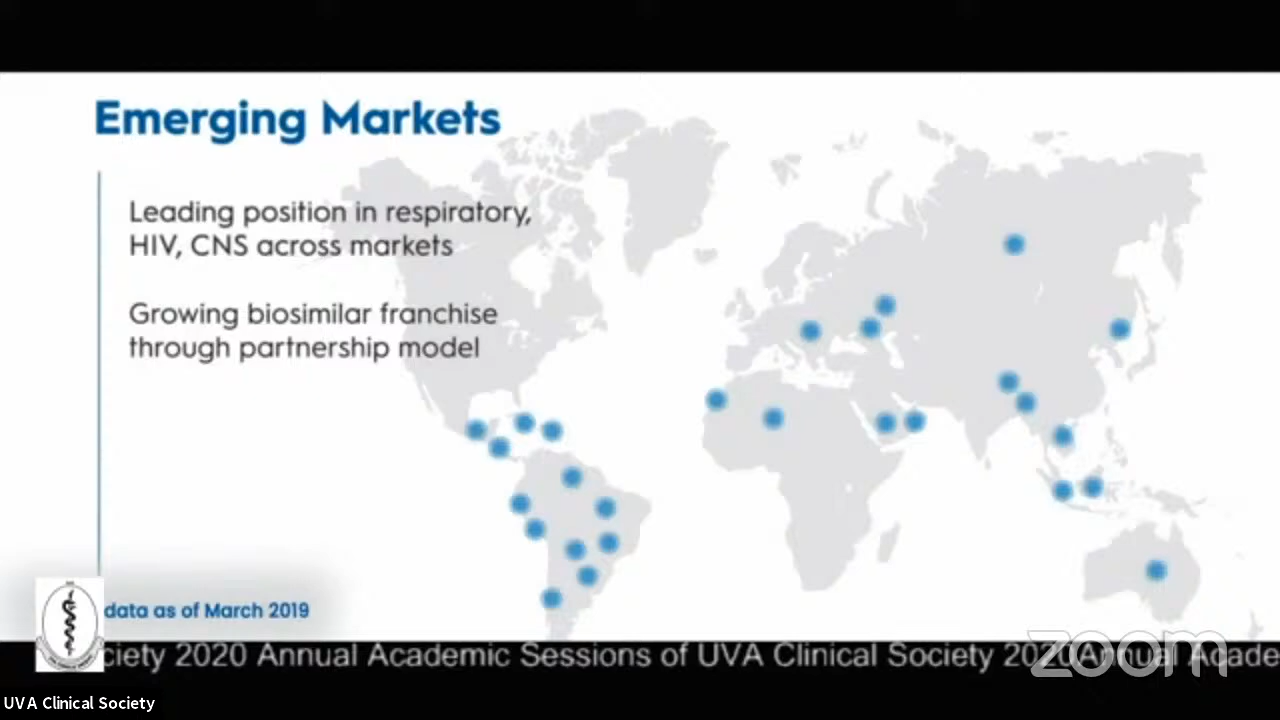 Emerging Markets
Leading position in respiratory,
HIV, CNS across markets
Growing biosimilar franchise
through partnership model
data as of March 2019
ciety 2020 Annual Academic Sessions of UVA Clinical Society 2020 Annual Acade
zoom
UVA Clinical Society